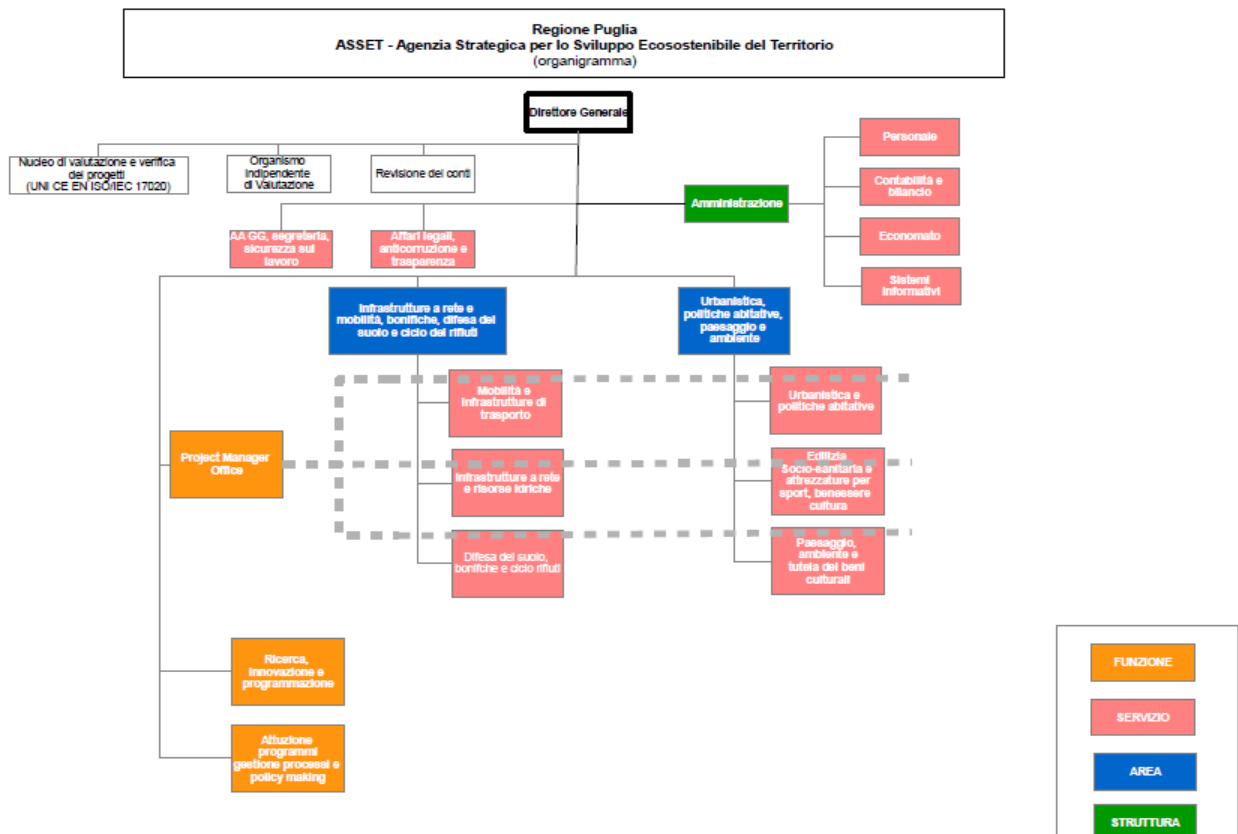 Regione Puglia
ASSET - Agenzia Strategica per lo Sviluppo Ecosostenibile del Territorio
(organigramma)
Direttore Generale
Nucleo di valutazione e verifica
dei progetti
(UNI CE EN ISO/IEC 17020)
Organismo
Indipendente
di Valutazione
Revisione dei conti
Personale
Contabilità e
bilancio
Amministrazione
Economato
Sistemi
Informativi
AA GG, segreteria,
sicurezza sul
lavoro
Affari legali,
anticorruzione e
trasparenza
Infrastrutture a rete e
mobilità, bonifiche, difesa del
suolo e ciclo dei rifiuti
Urbanistica,
politiche abitative,
paesaggio e
ambiente
Mobilità e
Infrastrutture di
trasporto
Urbanistica e
politiche abitative
Project Manager
Office
Infrastrutture a rete
e risorse idriche
Edilizia
Socio-sanitaria e
attrezzature per
sport, benessere
cultura
Difesa del suolo,
bonifche e ciclo rifiuti
Paesaggio,
ambiente e
tutela dei beni
culturali
Ricerca,
Innovazione e
programmazione
Attuzione
programmi
gestione processi e
policy making
FUNZIONE
SERVIZIO
AREA
STRUTTURA